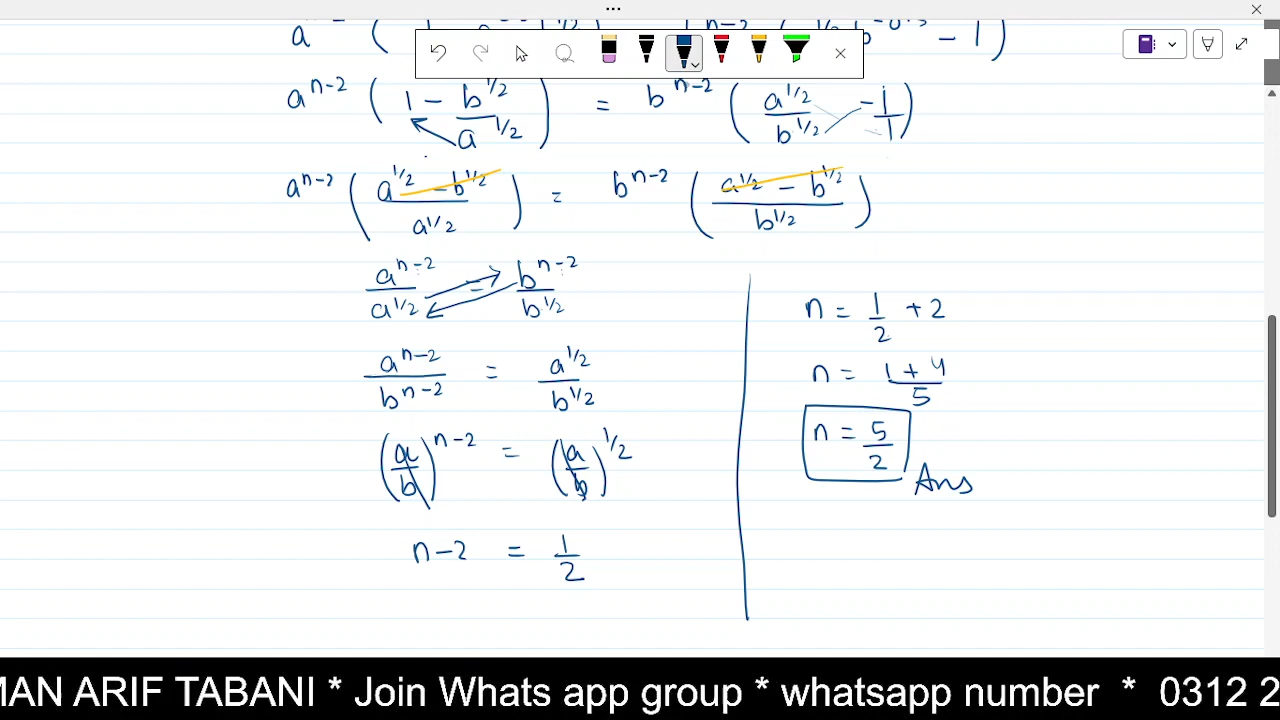 a^{n-2} ( 1 - b^{1/2} / a^{1/2} ) = b^{n-2} ( a^{1/2} / b^{1/2} - 1/1 )
a^{n-2} ( a^{1/2} - b^{1/2} / a^{1/2} ) = b^{n-2} ( a^{1/2} - b^{1/2} / b^{1/2} )
a^{n-2} / a^{1/2} = b^{n-2} / b^{1/2}
a^{n-2} / b^{n-2} = a^{1/2} / b^{1/2}
(a/b)^{n-2} = (a/b)^{1/2}
n-2 = 1/2
n = 1/2 + 2
n = 1+4 / 5
n = 5/2
Ans
MAN ARIF TABANI * Join Whats app group * whatsapp number * 0312 2